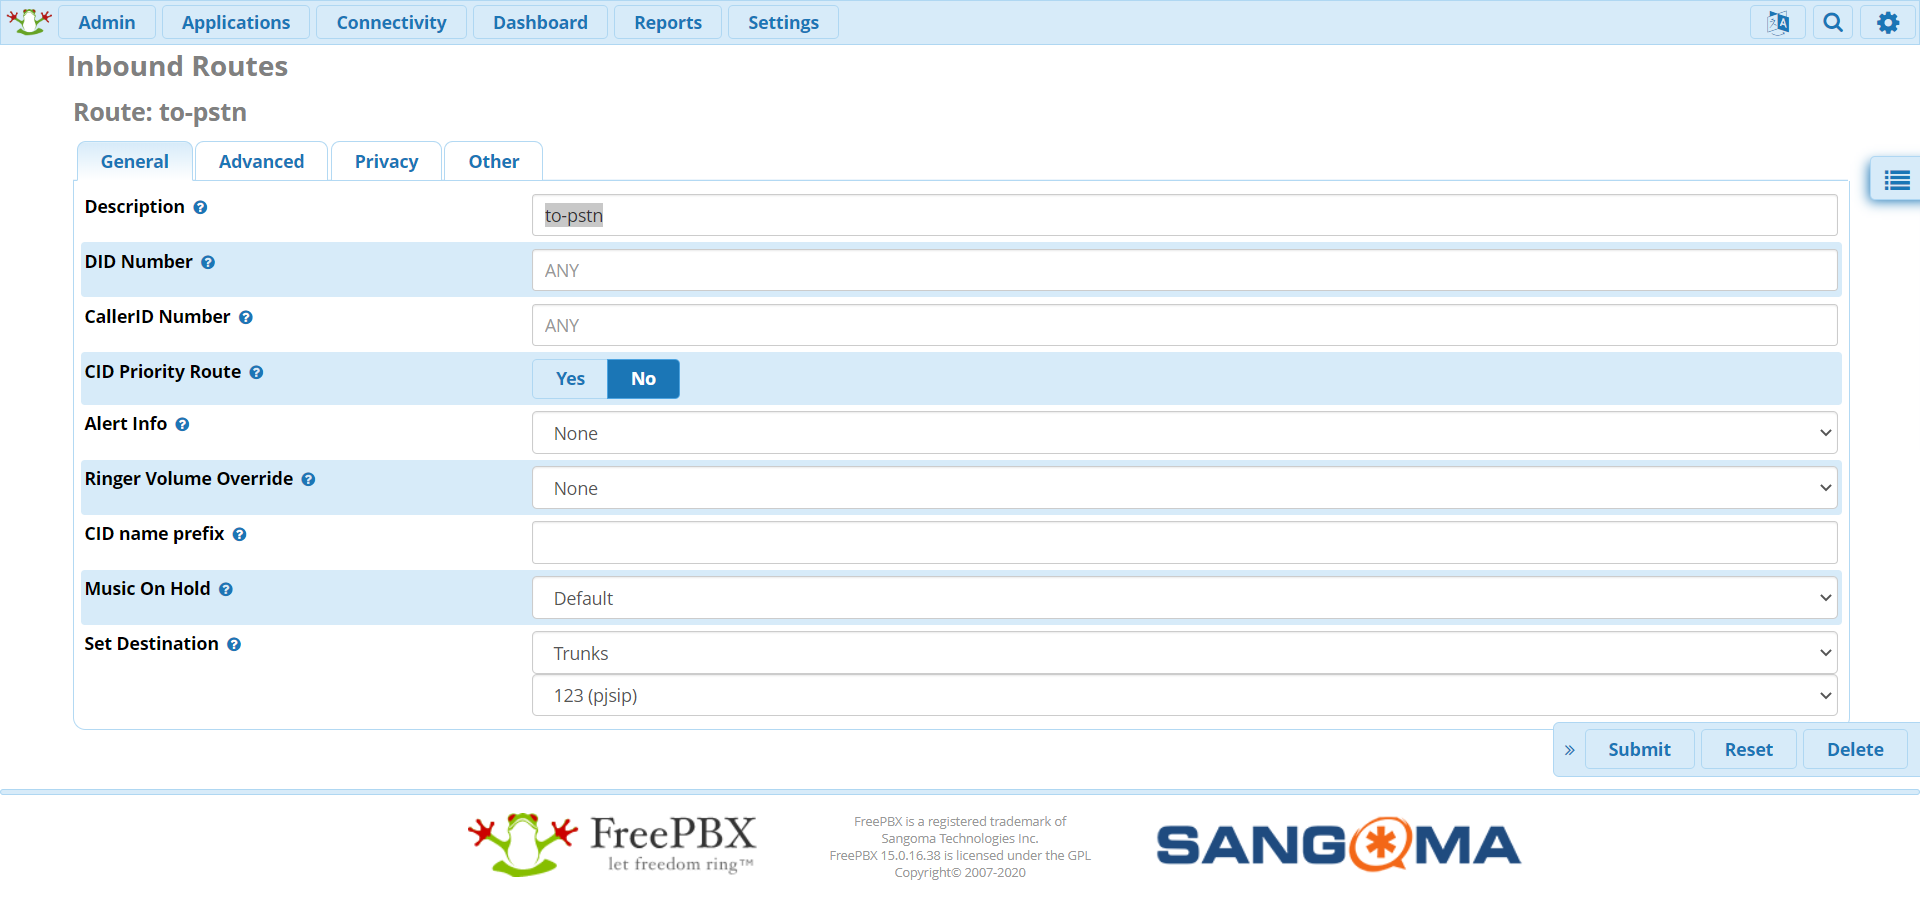 Admin
Applications
Connectivity
Dashboard
Reports
Settings
Inbound Routes
Route: to-pstn
General
Advanced
Privacy
Other
Description
to-pstn
DID Number
ANY
CallerID Number
ANY
CID Priority Route
Yes
No
Alert Info
None
Ringer Volume Override
None
CID name prefix
Music On Hold
Default
Set Destination
Trunks
123 (pjsip)
» Submit
Reset
Delete
FreePBX
let freedom ring™
FreePBX is a registered trademark of
Sangoma Technologies Inc.
FreePBX 15.0.16.38 is licensed under the GPL
Copyright© 2007-2020
SANGOMA